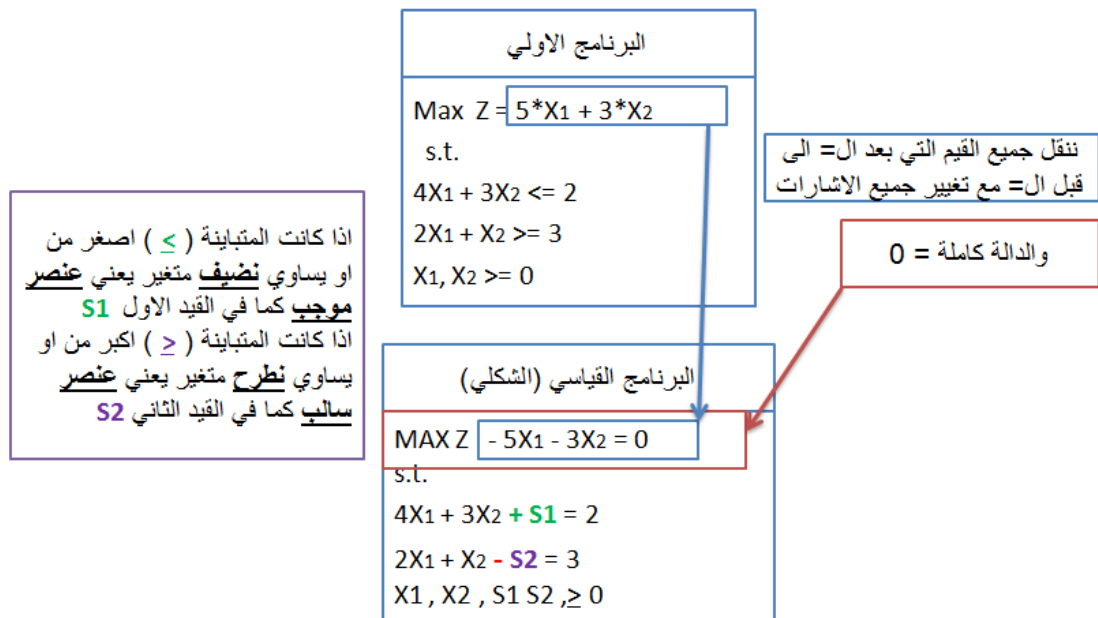 البرنامج الاولي
Max Z = 5*X1 + 3*X2
s.t.
4X1 + 3X2 <= 2
2X1 + X2 >= 3
X1, X2 >= 0
ننقل جميع القيم التي بعد ال= الى
قبل ال= مع تغيير جميع الاشارات
والدالة كاملة = 0
اذا كانت المتباينة ( ≤ ) اصغر من
او يساوي نضيف متغير يعني عنصر
موجب كما في القيد الاول S1
اذا كانت المتباينة ( ≥ ) اكبر من او
يساوي نطرح متغير يعني عنصر
سالب كما في القيد الثاني S2
البرنامج القياسي (الشكلي)
MAX Z - 5X1 - 3X2 = 0
s.t.
4X1 + 3X2 + S1 = 2
2X1 + X2 - S2 = 3
X1 , X2 , S1 S2 ,≥ 0